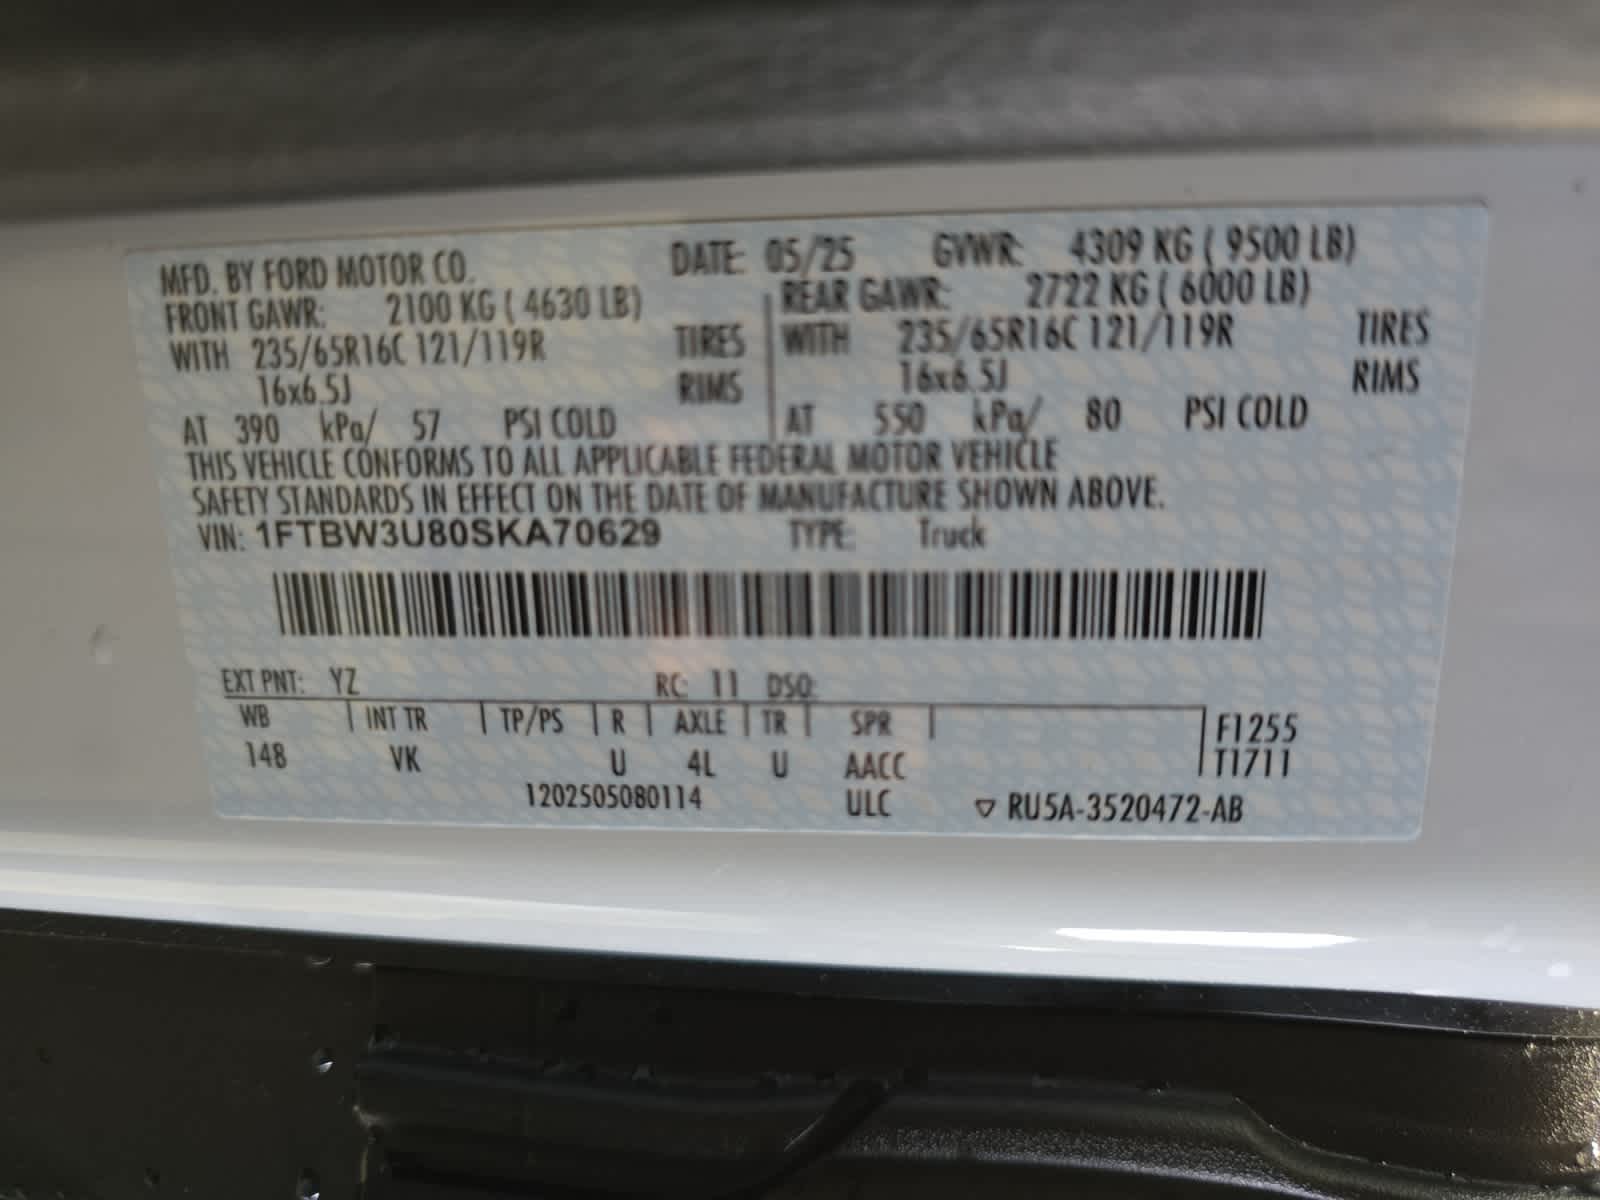 MFD. BY FORD MOTOR CO. DATE: 05/25 GVWR: 4309 KG ( 9500 LB)
FRONT GAWR: 2100 KG ( 4630 LB) REAR GAWR: 2722 KG ( 6000 LB)
WITH 235/65R16C 121/119R TIRES WITH 235/65R16C 121/119R TIRES
16x6.5J RIMS 16x6.5J RIMS
AT 390 kPa/ 57 PSI COLD AT 550 kPa/ 80 PSI COLD
THIS VEHICLE CONFORMS TO ALL APPLICABLE FEDERAL MOTOR VEHICLE
SAFETY STANDARDS IN EFFECT ON THE DATE OF MANUFACTURE SHOWN ABOVE.
VIN: 1FTBW3U80SKA70629 TYPE: Truck
EXT PNT: YZ RC: 11 DSO:
WB INT TR TP/PS R AXLE TR SPR F1255
148 VK U 4L U AACC T1711
1202505080114 ULC ▽ RU5A-3520472-AB